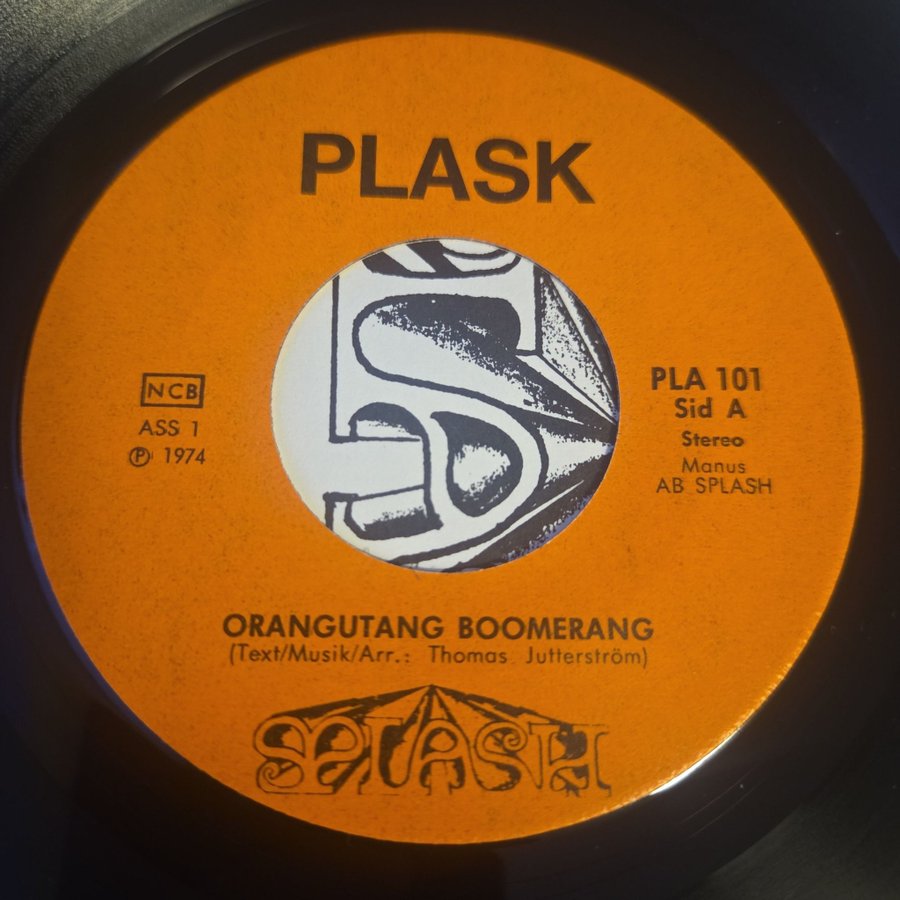 PLASK
NCB
ASS 1
Ⓟ 1974
PLA 101
Sid A
Stereo
Manus
AB SPLASH
ORANGUTANG BOOMERANG
(Text/Musik/Arr.: Thomas Jutterström)
SPLASH